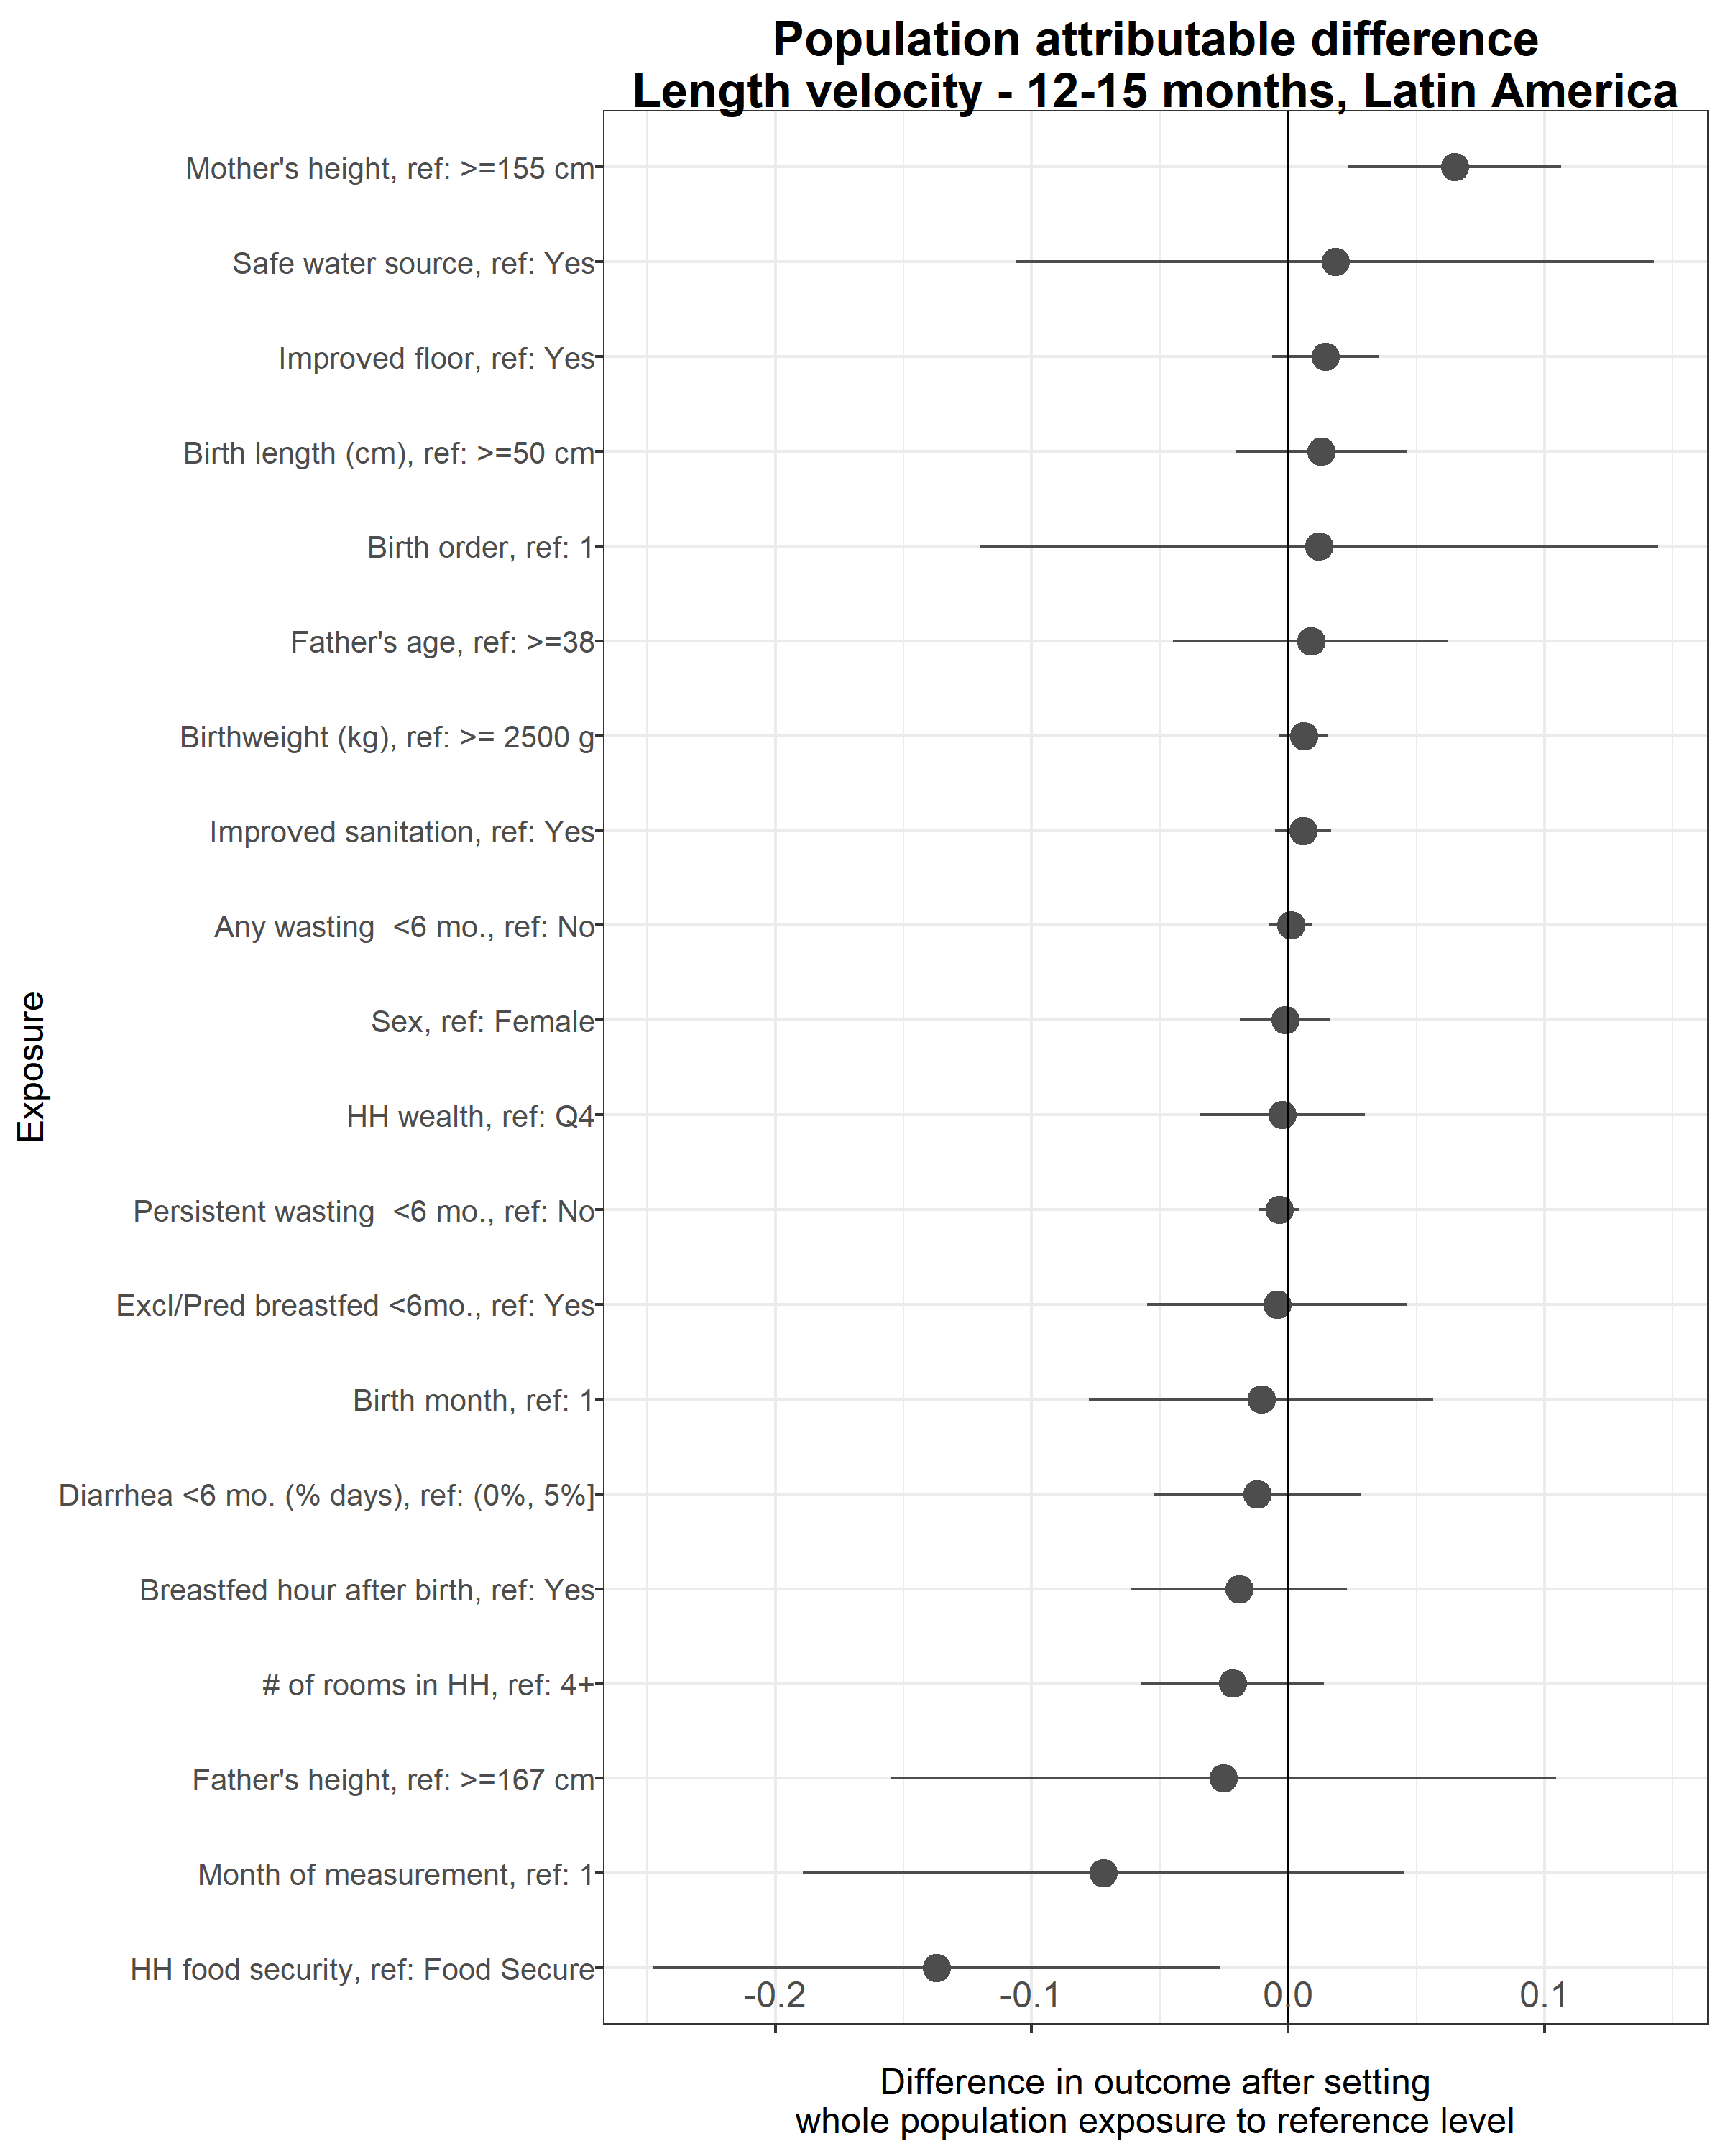 Population attributable difference
Length velocity - 12-15 months, Latin America
Mother's height, ref: >=155 cm
Safe water source, ref: Yes
Improved floor, ref: Yes
Birth length (cm), ref: >=50 cm
Birth order, ref: 1
Father's age, ref: >=38
Birthweight (kg), ref: >= 2500 g
Improved sanitation, ref: Yes
Any wasting  <6 mo., ref: No
Sex, ref: Female
HH wealth, ref: Q4
Persistent wasting  <6 mo., ref: No
Excl/Pred breastfed <6mo., ref: Yes
Birth month, ref: 1
Diarrhea <6 mo. (% days), ref: (0%, 5%]
Breastfed hour after birth, ref: Yes
# of rooms in HH, ref: 4+
Father's height, ref: >=167 cm
Month of measurement, ref: 1
HH food security, ref: Food Secure
Exposure
-0.2 -0.1 0.0 0.1
Difference in outcome after setting
whole population exposure to reference level